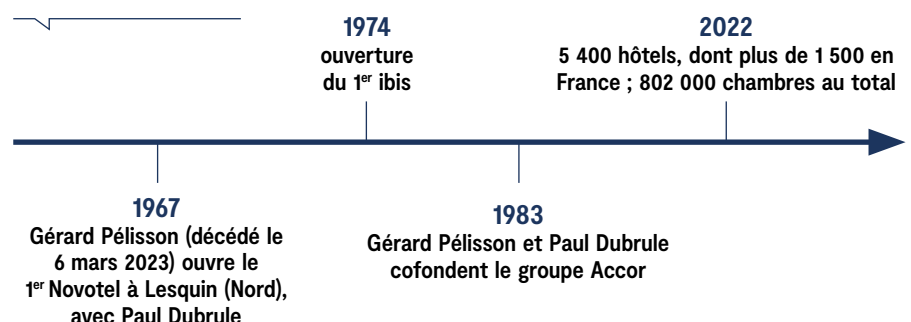 1967
Gérard Pélisson (décédé le
6 mars 2023) ouvre le
1er Novotel à Lesquin (Nord),
avec Paul Dubrule
1974
ouverture
du 1er ibis
1983
Gérard Pélisson et Paul Dubrule
cofondent le groupe Accor
2022
5 400 hôtels, dont plus de 1 500 en
France ; 802 000 chambres au total